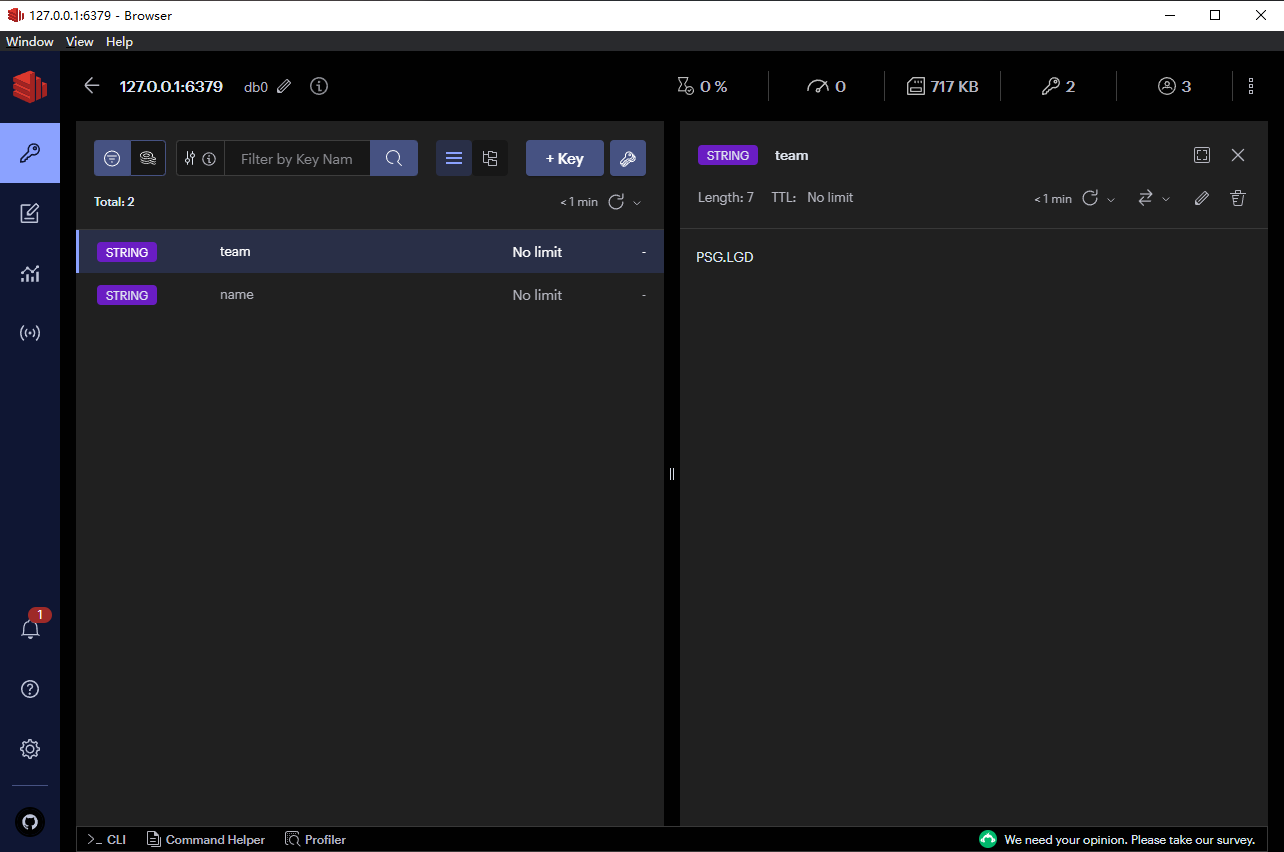 127.0.0.1:6379 - Browser
Window View Help
127.0.0.1:6379 db0 0 % 0 717 KB 2 3
Filter by Key Nam + Key
Total: 2 < 1 min
STRING team No limit -
STRING name No limit -
STRING team
Length: 7 TTL: No limit < 1 min
PSG.LGD
1
>_ CLI Command Helper Profiler We need your opinion. Please take our survey.